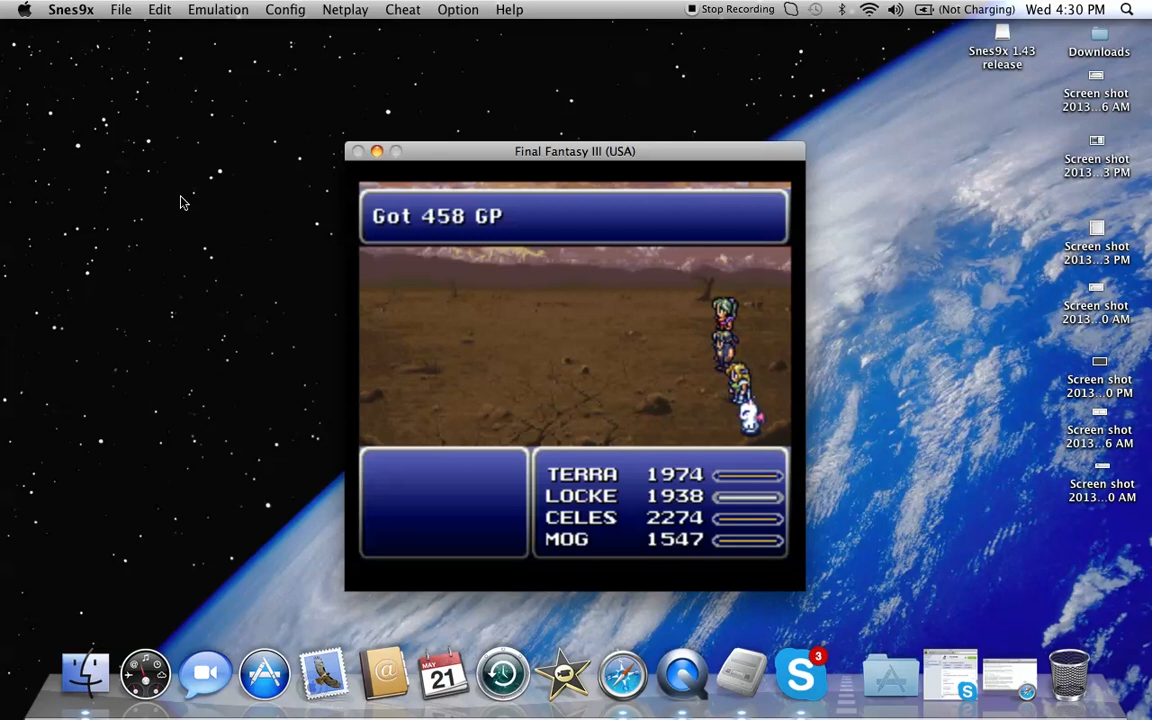 Snes9x File Edit Emulation Config Netplay Cheat Option Help Stop Recording (Not Charging) Wed 4:30 PM
Snes9x 1.43
release
Downloads
Screen shot
2013...6 AM
Screen shot
2013...3 PM
Screen shot
2013...3 PM
Screen shot
2013...0 AM
Screen shot
2013...0 PM
Screen shot
2013...6 AM
Screen shot
2013...0 AM
Final Fantasy III (USA)
Got 458 GP
TERRA 1974
LOCKE 1938
CELES 2274
MOG 1547
MAY
21
@
S
3
S